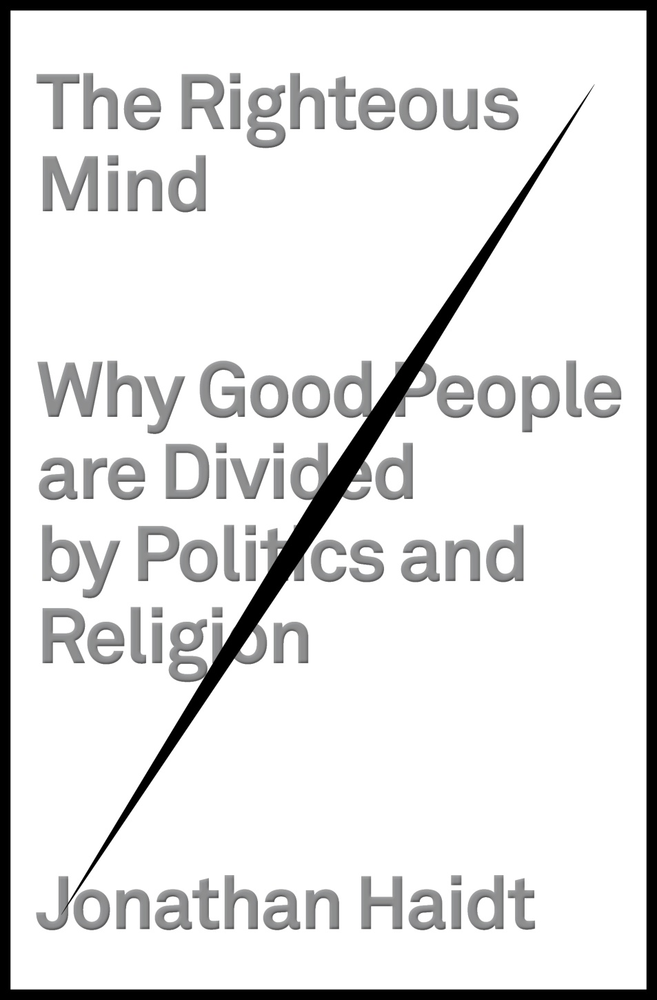 The Righteous
Mind
Why Good People
are Divided
by Politics and
Religion
Jonathan Haidt